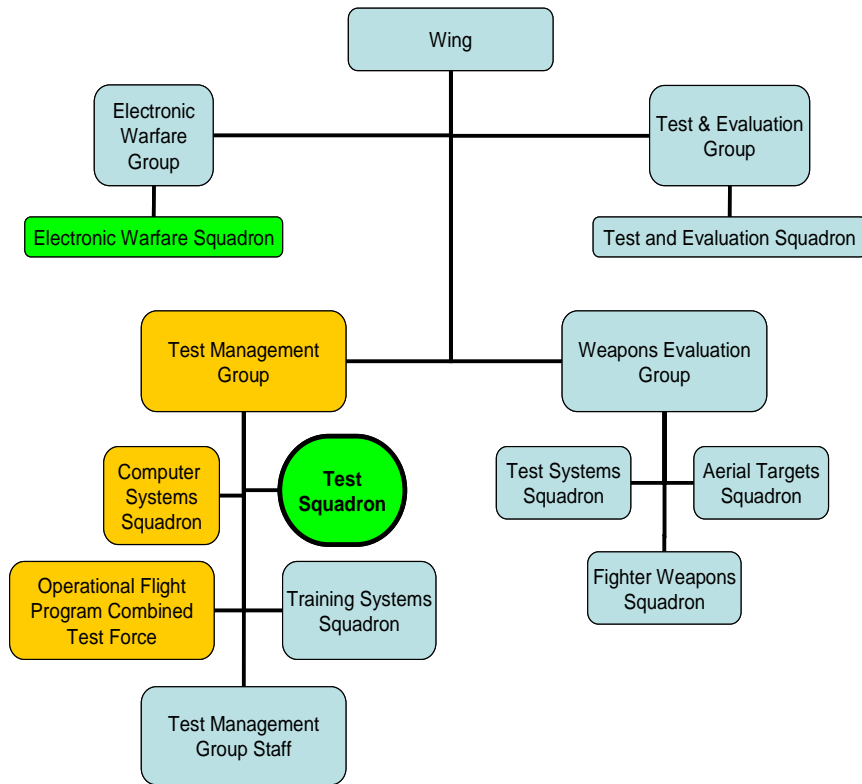 Wing
Electronic
Warfare
Group
Test & Evaluation
Group
Electronic Warfare Squadron
Test and Evaluation Squadron
Test Management
Group
Weapons Evaluation
Group
Computer
Systems
Squadron
Test
Squadron
Test Systems
Squadron
Aerial Targets
Squadron
Operational Flight
Program Combined
Test Force
Training Systems
Squadron
Fighter Weapons
Squadron
Test Management
Group Staff